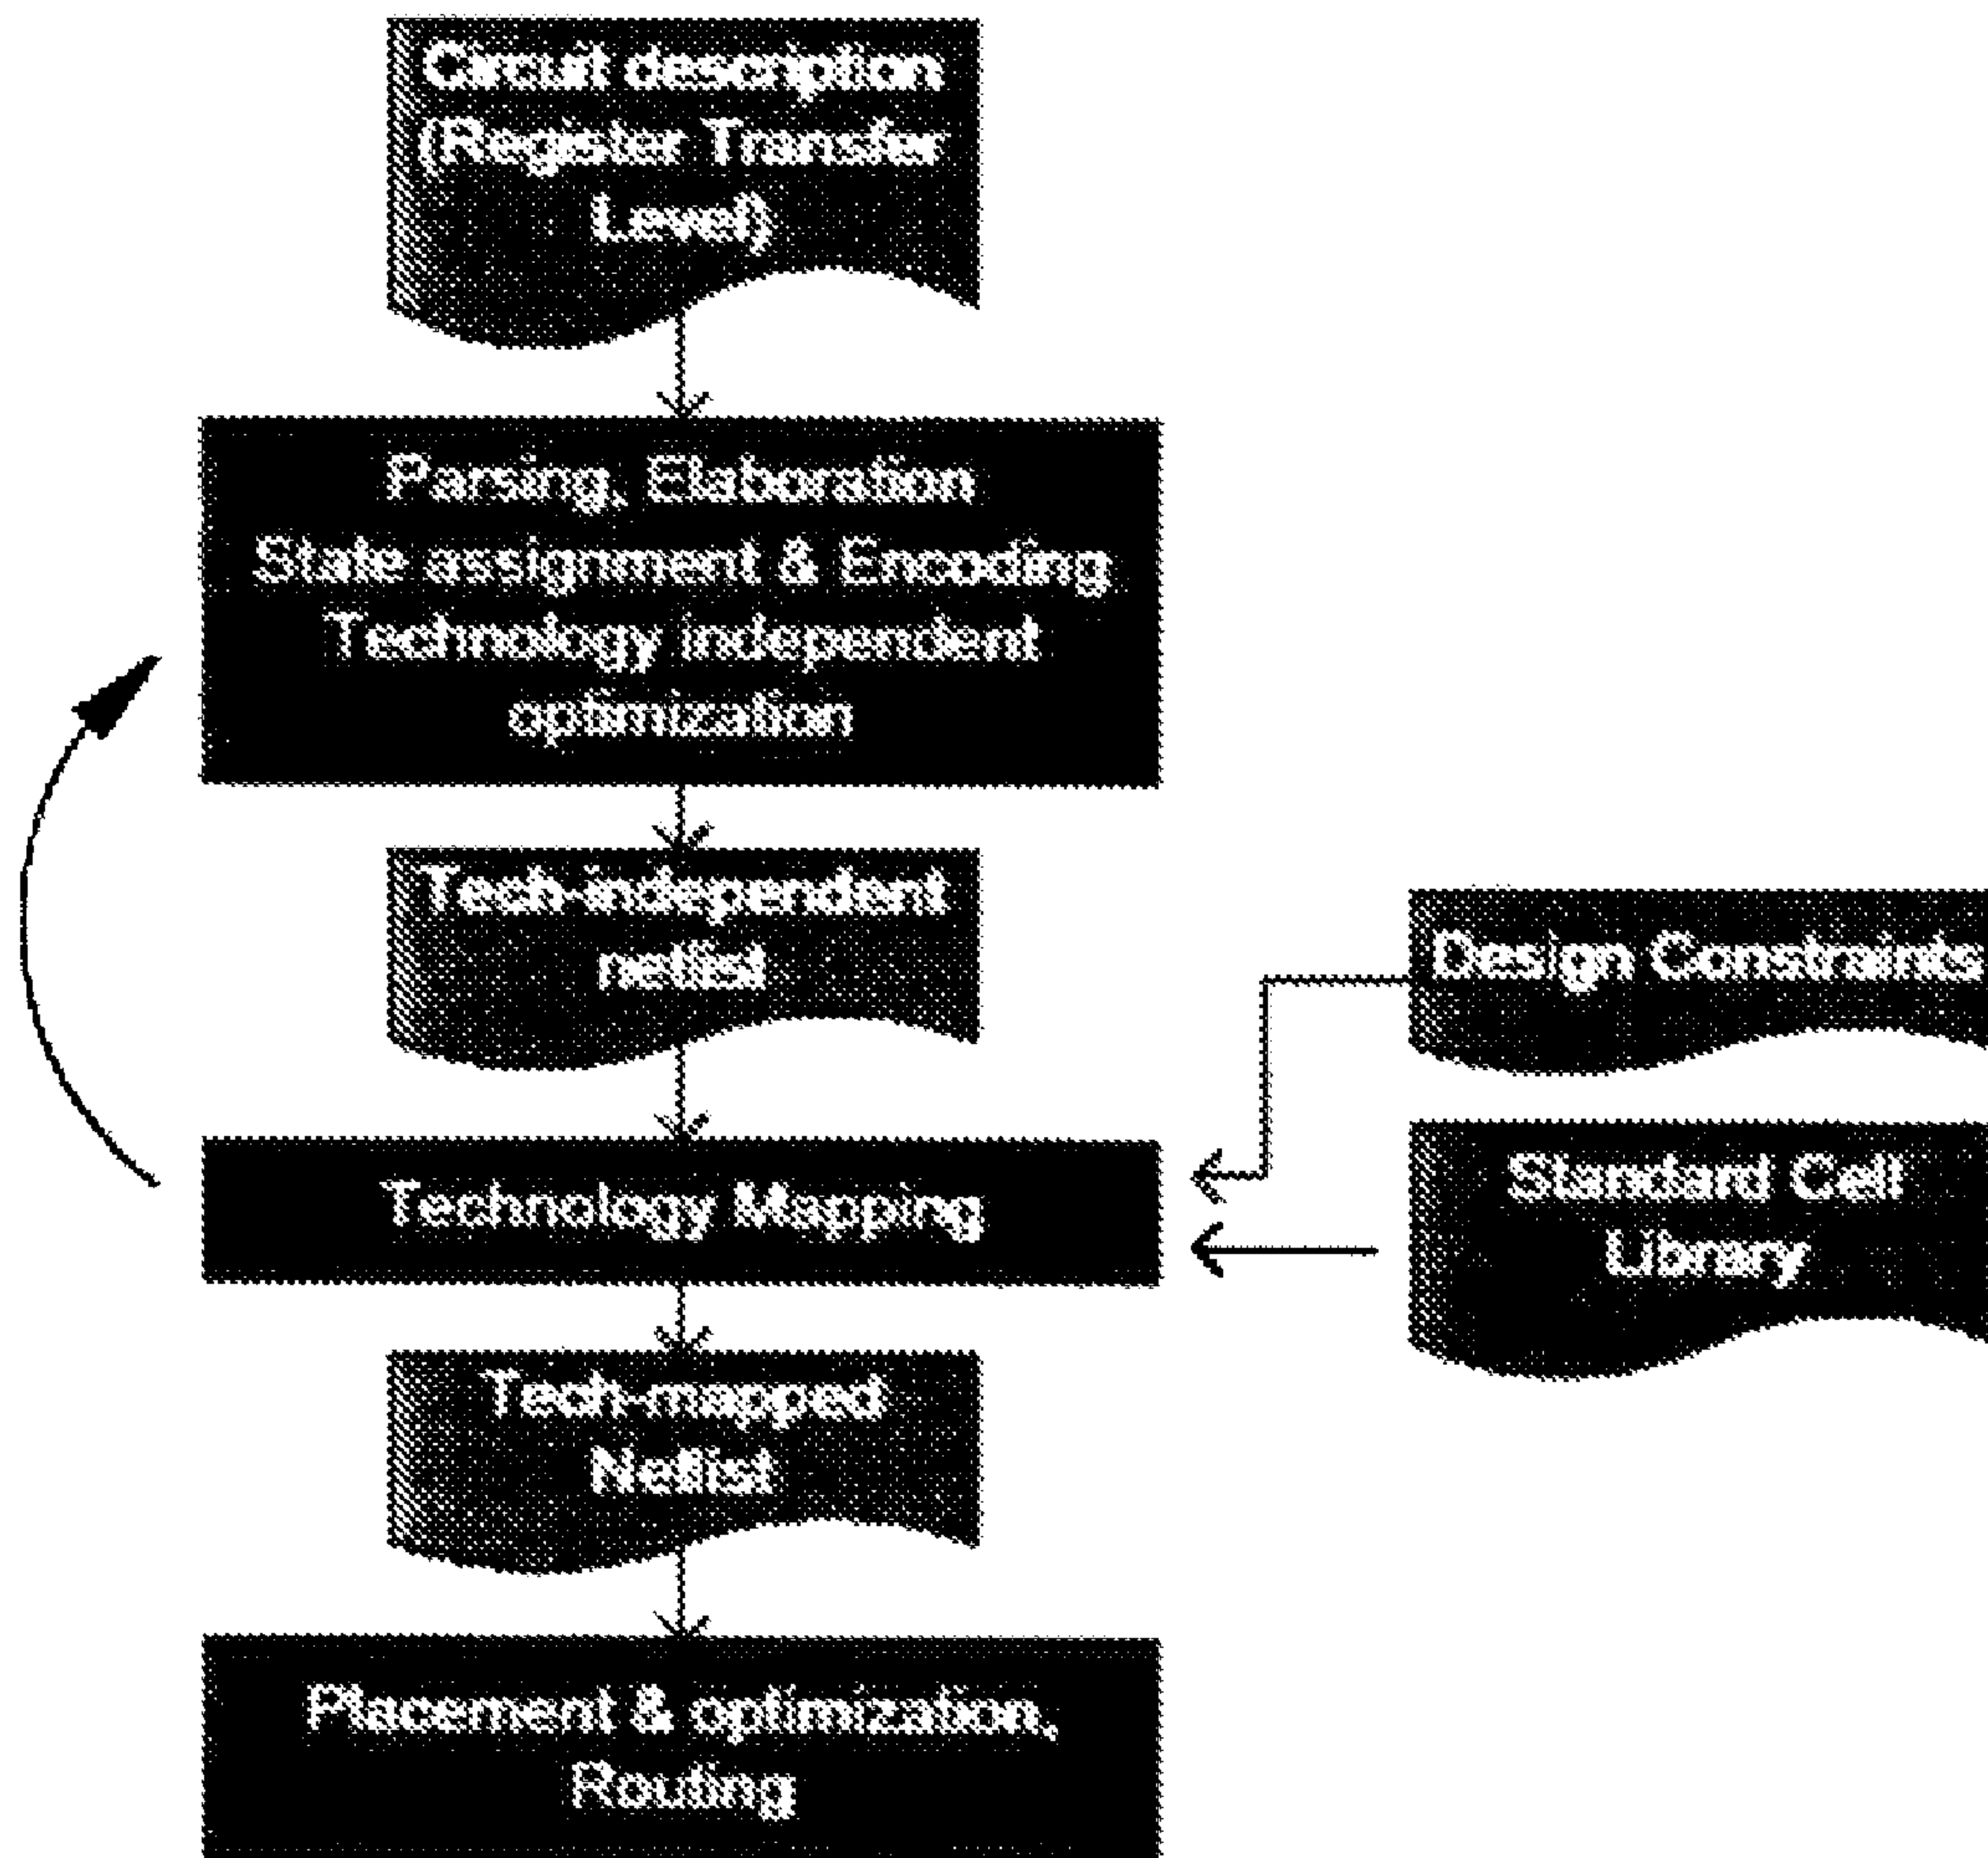 Circuit description
(Register Transfer
Level)
Parsing, Elaboration
State assignment & Encoding
Technology independent
optimization
Tech-independent
netlist
Design Constraints
Standard Cell
Library
Technology Mapping
Tech-mapped
Netlist
Placement & optimization,
Routing